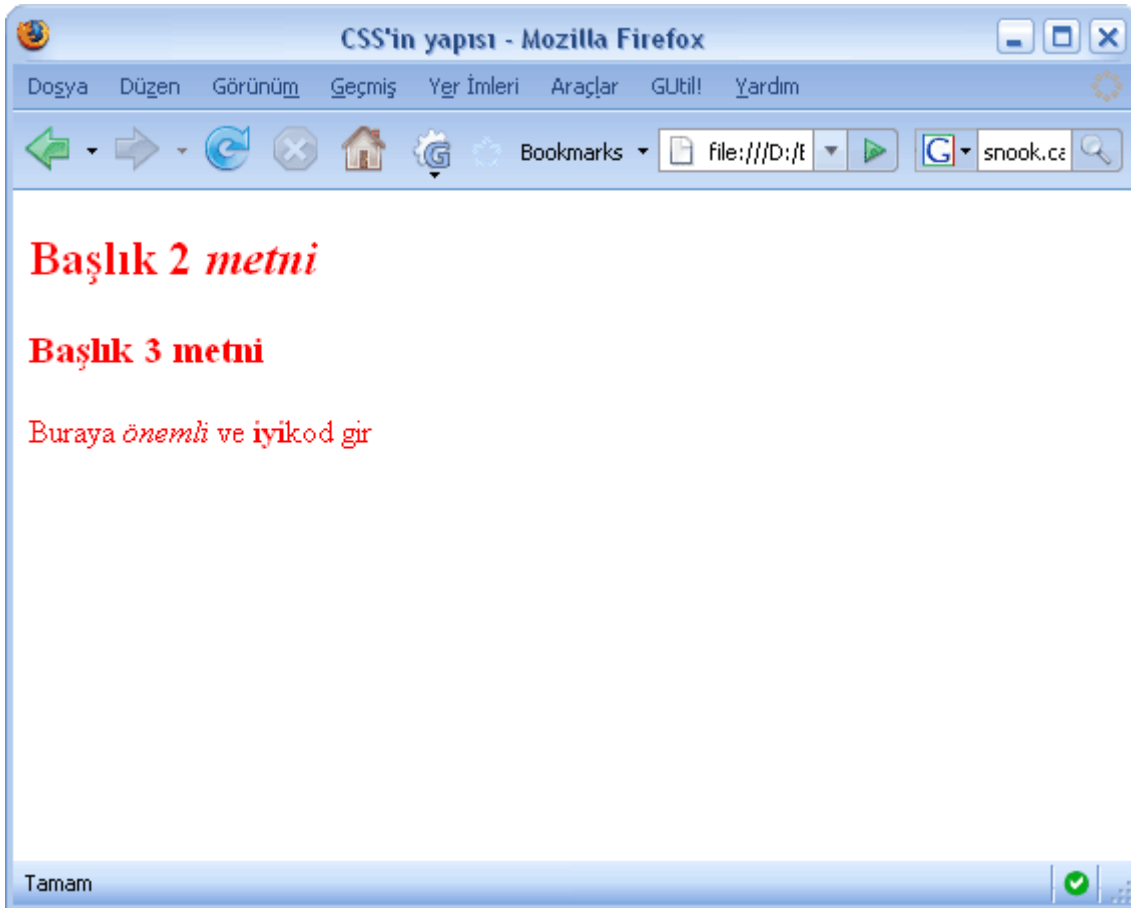 CSS'in yapısı - Mozilla Firefox
Dosya Düzen Görünüm Geçmiş Yer İmleri Araçlar GUtil! Yardım
G Bookmarks file:///D:/E G snook.ca
Başlık 2 metni
Başlık 3 metni
Buraya önemli ve iyikod gir
Tamam